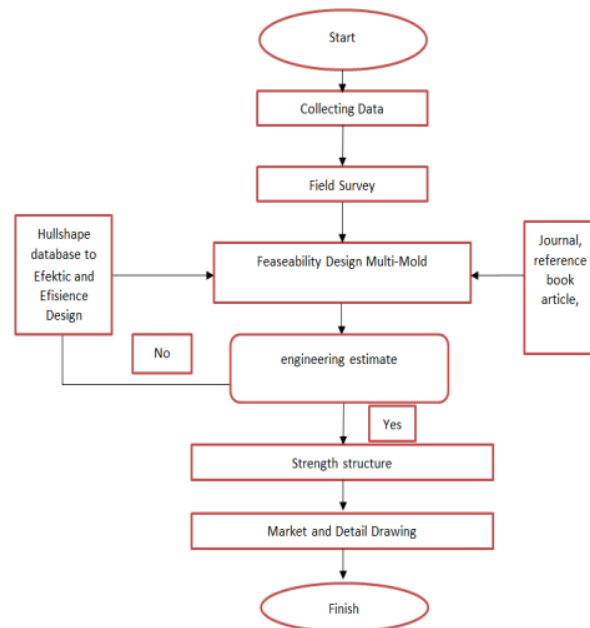 Start
Collecting Data
Field Survey
Hullshape
database to
Efektic and
Efisience
Design
Feaseability Design Multi-Mold
Journal,
reference
book
article,
No
engineering estimate
Yes
Strength structure
Market and Detail Drawing
Finish